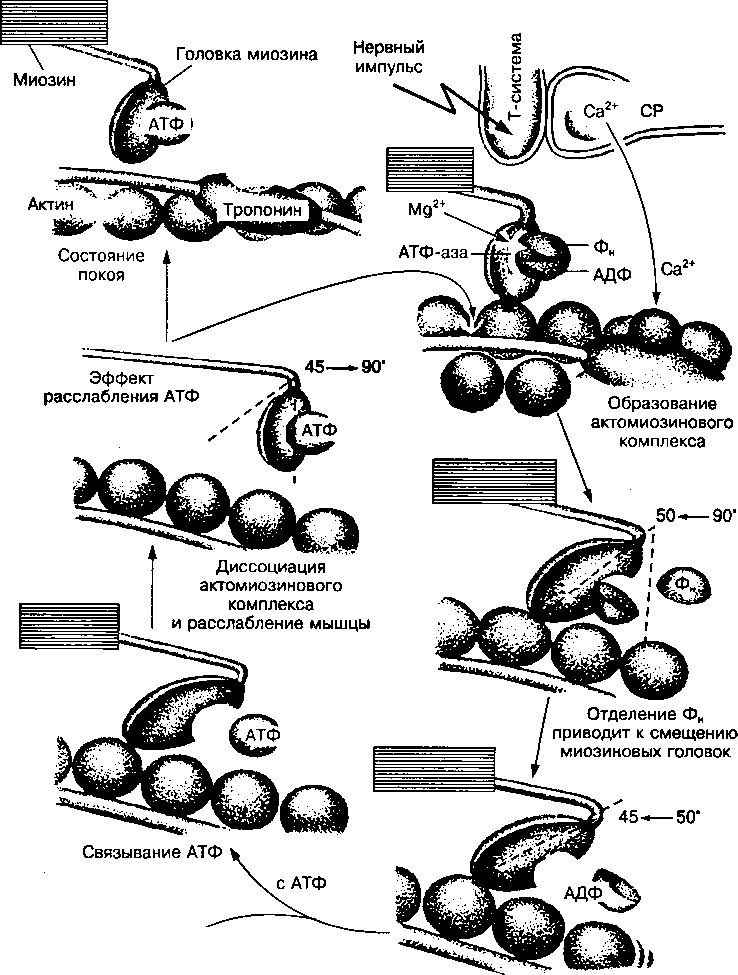 Миозин
Головка миозина
АТФ
Актин
Тропонин
Состояние
покоя
Нервный
импульс
Т-система
Ca²⁺
СР
Mg²⁺
АТФ-аза
Фн
АДФ
Ca²⁺
Образование
актомиозинового
комплекса
50 ← 90°
Ф
Отделение Фн
приводит к смещению
миозиновых головок
45 ← 50°
АДФ
с АТФ
АТФ
Связывание АТФ
Эффект
расслабления АТФ
45 → 90°
АТФ
Диссоциация
актомиозинового
комплекса
и расслабление мышцы